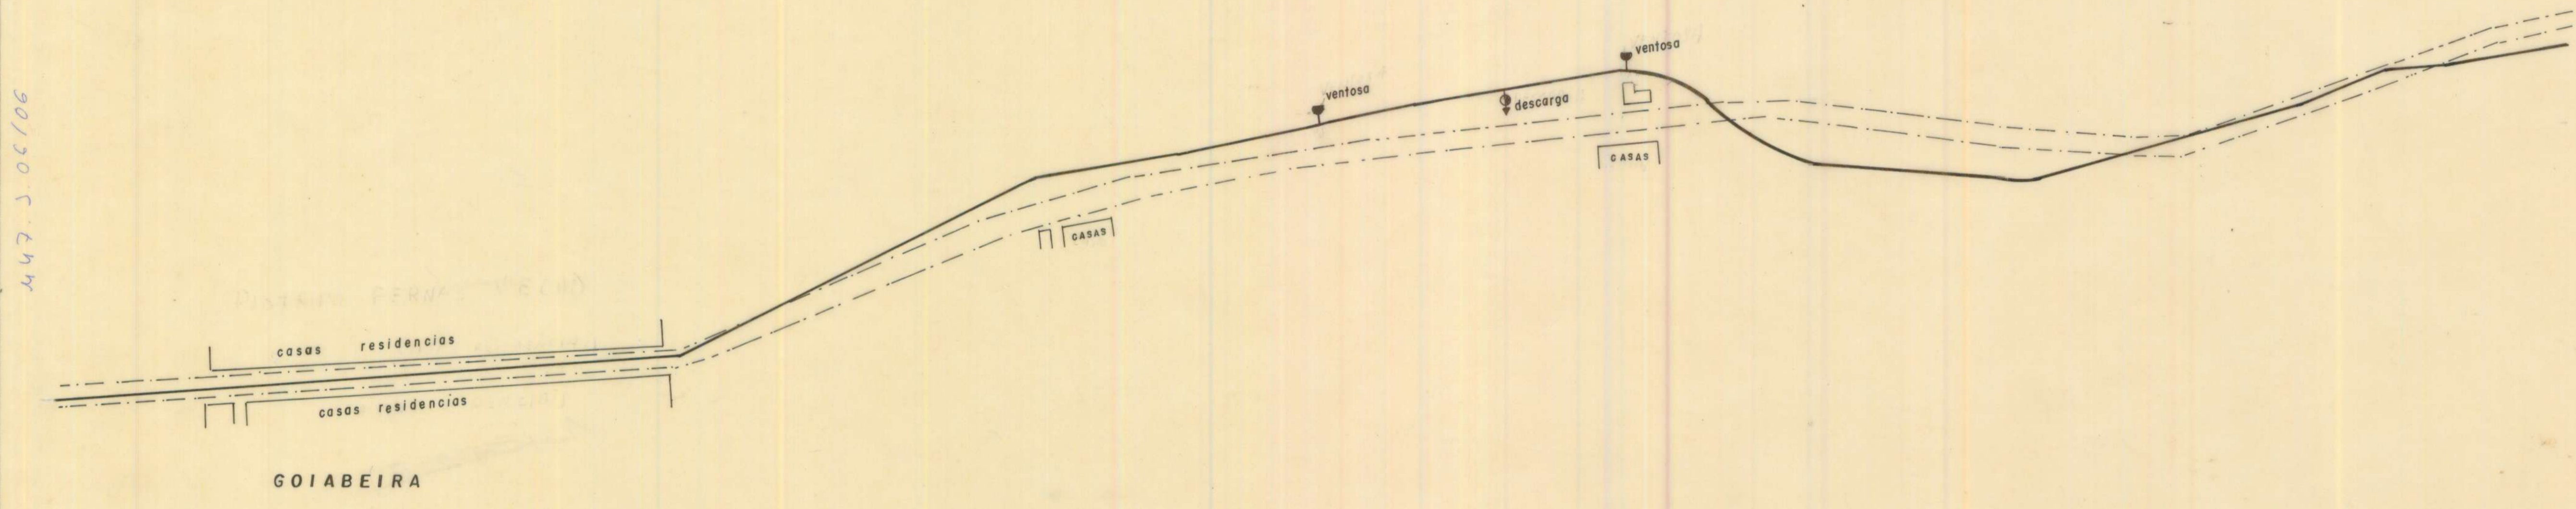 ventosa
ventosa
descarga
CASAS
CASAS
casas residencias
casas residencias
GOIABEIRA